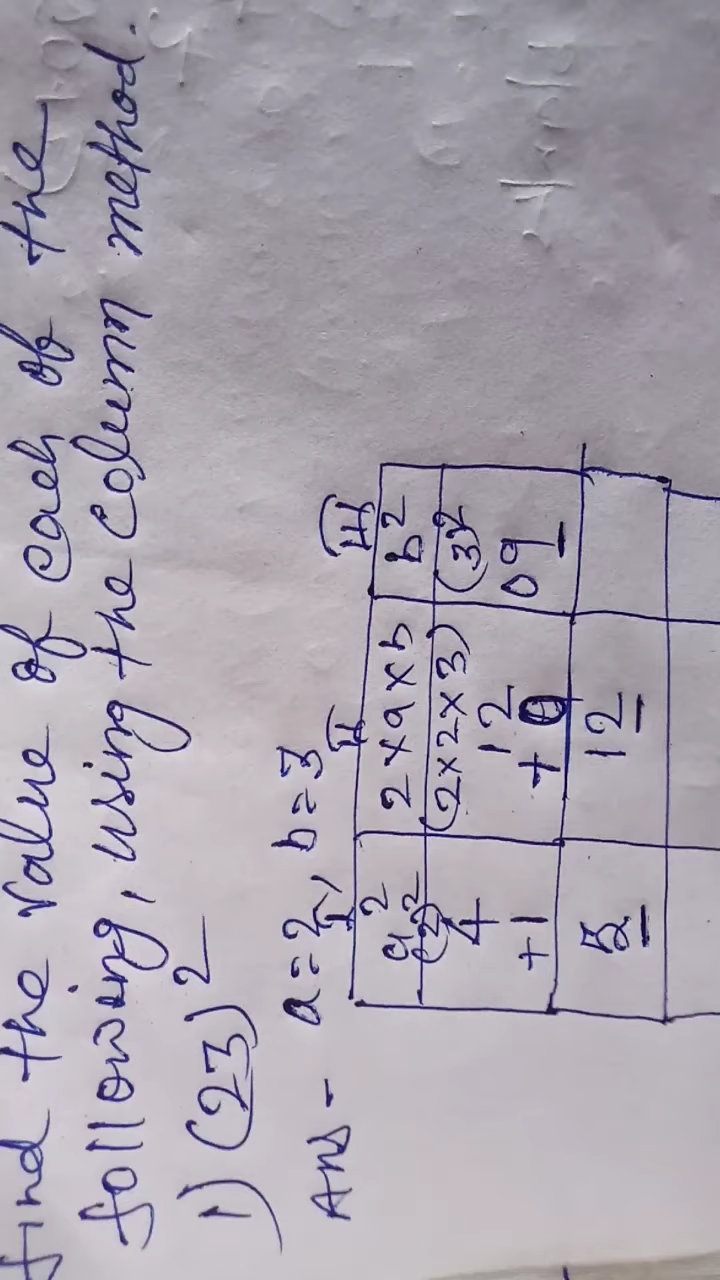 find the value of each of the
following, using the column method.
1) (23)²
Ans - a = 2, b = 3
I II III
a² 2 × a × b b²
(2)² (2×2×3) (3)²
4 12 09
+1 +0
5 12